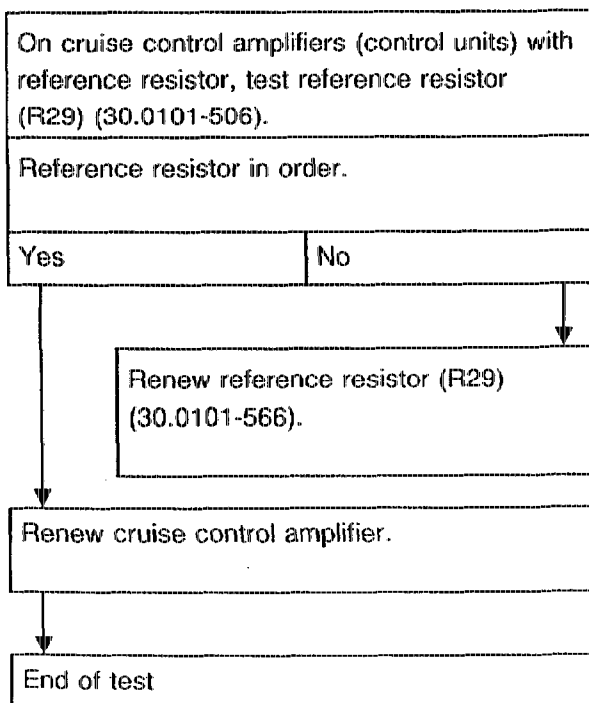 On cruise control amplifiers (control units) with
reference resistor, test reference resistor
(R29) (30.0101-506).
Reference resistor in order.
Yes
No
Renew reference resistor (R29)
(30.0101-566).
Renew cruise control amplifier.
End of test